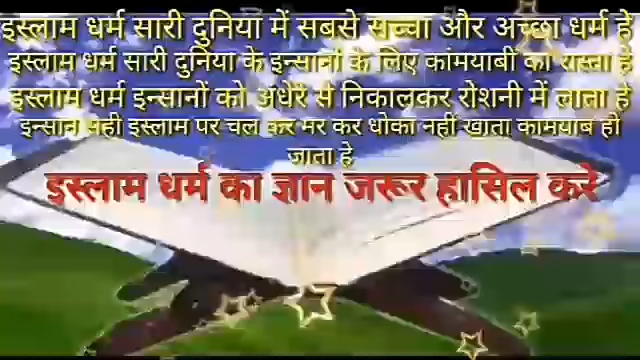 इस्लाम धर्म सारी दुनिया में सबसे सच्चा और अच्छा धर्म है
इस्लाम धर्म सारी दुनिया के इन्सानों के लिए कामयाबी का रास्ता है
इस्लाम धर्म इन्सानों को अंधेरे से निकालकर रोशनी में लाता है
इन्सान सही इस्लाम पर चल कर मर कर धोका नहीं खाता कामयाब हो
जाता है
इस्लाम धर्म का ज्ञान जरूर हासिल करे